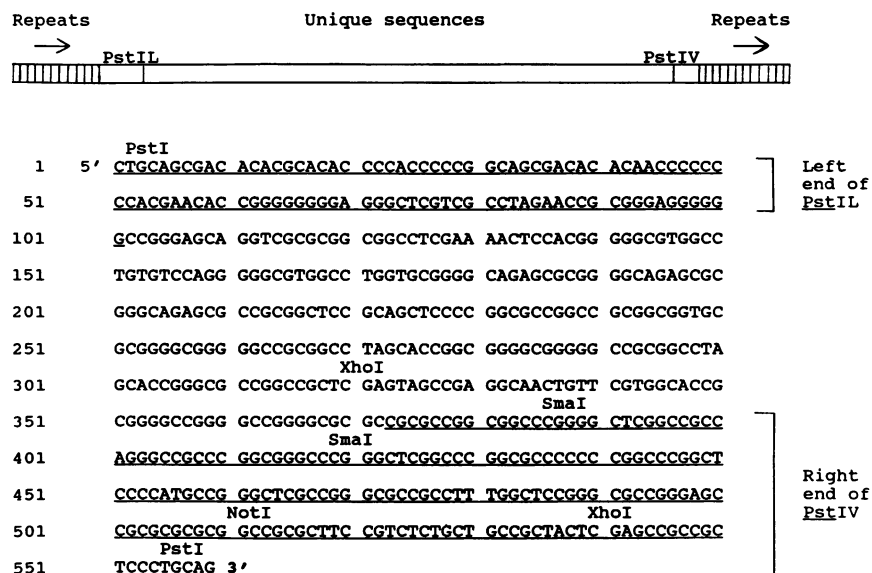 Repeats Unique sequences Repeats
PstIL PstIV
PstI
1 5′ CTGCAGCGAC ACACGCACAC CCCACCCCCG GCAGCGACAC ACAACCCCCC
Left
end of
PstIL
51 CCACGAACAC CGGGGGGGGA GGGCTCGTCG CCTAGAACCG CGGGAGGGGG
101 GCCGGGAGCA GGTCGCGCGG CGGCCTCGAA AACTCCACGG GGGCGTGGCC
151 TGTGTCCAGG GGGCGTGGCC TGGTGCGGGG CAGAGCGCGG GGCAGAGCGC
201 GGGCAGAGCG CCGCGGCTCC GCAGCTCCCC GGCGCCGGCC GCGGCGGTGC
251 GCGGGGCGGG GGCCGCGGCC TAGCACCGGC GGGGCGGGGG CCGCGGCCTA
XhoI
301 GCACCGGGCG CCGGCCGCTC GAGTAGCCGA GGCAACTGTT CGTGGCACCG
SmaI
351 CGGGGCCGGG GCCGGGGCGC GCCGCGCCGG CGGCCCGGGG CTCGGCCGCC
SmaI
401 AGGGCCGCCC GGCGGGCCCG GGCTCGGCCC GGCGCCCCCC CCGGCCCGGCT
451 CCCCATGCCG GGCTCGCCGG GCGCCGCCTT TGGCTCCGGG CGCCGGGAGC
Right
end of
PstIV
NotI XhoI
501 CGCGCGCGCG GCCGCGCTTC CGTCTCTGCT GCCGCTACTC GAGCCGCCGC
PstI
551 TCCCTGCAG 3′